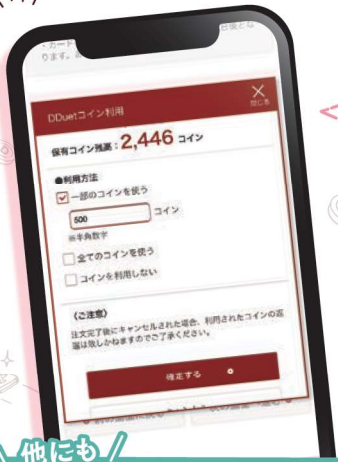 ・カード
ります。
DDuetコイン利用
閉じる
保有コイン残高：2,446 コイン
●利用方法
一部のコインを使う
500 コイン
※半角数字
全てのコインを使う
コインを利用しない
〈ご注意〉
注文完了後にキャンセルされた場合、利用されたコインの返
還は致しかねますのでご了承ください。
確定する
他にも